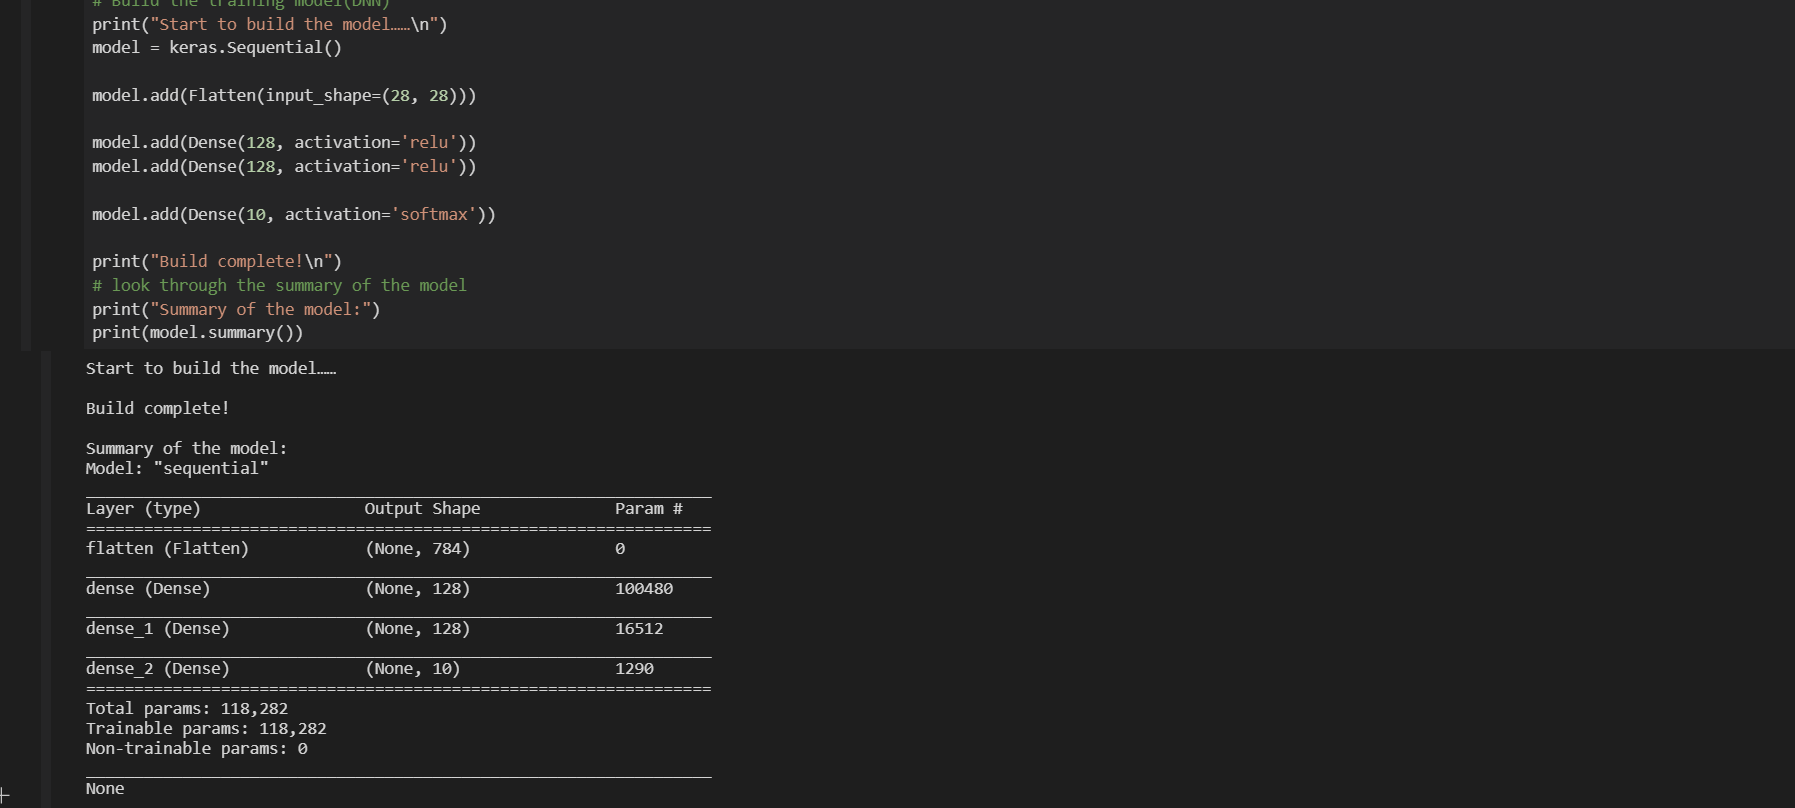 # Build the training model(DNN)
print("Start to build the model……\n")
model = keras.Sequential()
model.add(Flatten(input_shape=(28, 28)))
model.add(Dense(128, activation='relu'))
model.add(Dense(128, activation='relu'))
model.add(Dense(10, activation='softmax'))
print("Build complete!\n")
# look through the summary of the model
print("Summary of the model:")
print(model.summary())
Start to build the model……
Build complete!
Summary of the model:
Model: "sequential"
_________________________________________________________________
Layer (type)                 Output Shape              Param #
=================================================================
flatten (Flatten)            (None, 784)               0
_________________________________________________________________
dense (Dense)                (None, 128)               100480
_________________________________________________________________
dense_1 (Dense)              (None, 128)               16512
_________________________________________________________________
dense_2 (Dense)              (None, 10)                1290
=================================================================
Total params: 118,282
Trainable params: 118,282
Non-trainable params: 0
_________________________________________________________________
None